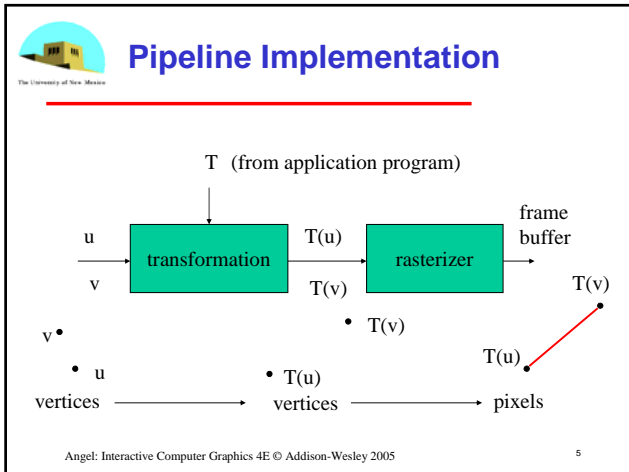 Pipeline Implementation
The University of New Mexico
T (from application program)
u
v
transformation
T(u)
T(v)
rasterizer
frame
buffer
v
u
T(v)
T(u)
T(v)
T(u)
vertices
vertices
pixels
Angel: Interactive Computer Graphics 4E © Addison-Wesley 2005
5